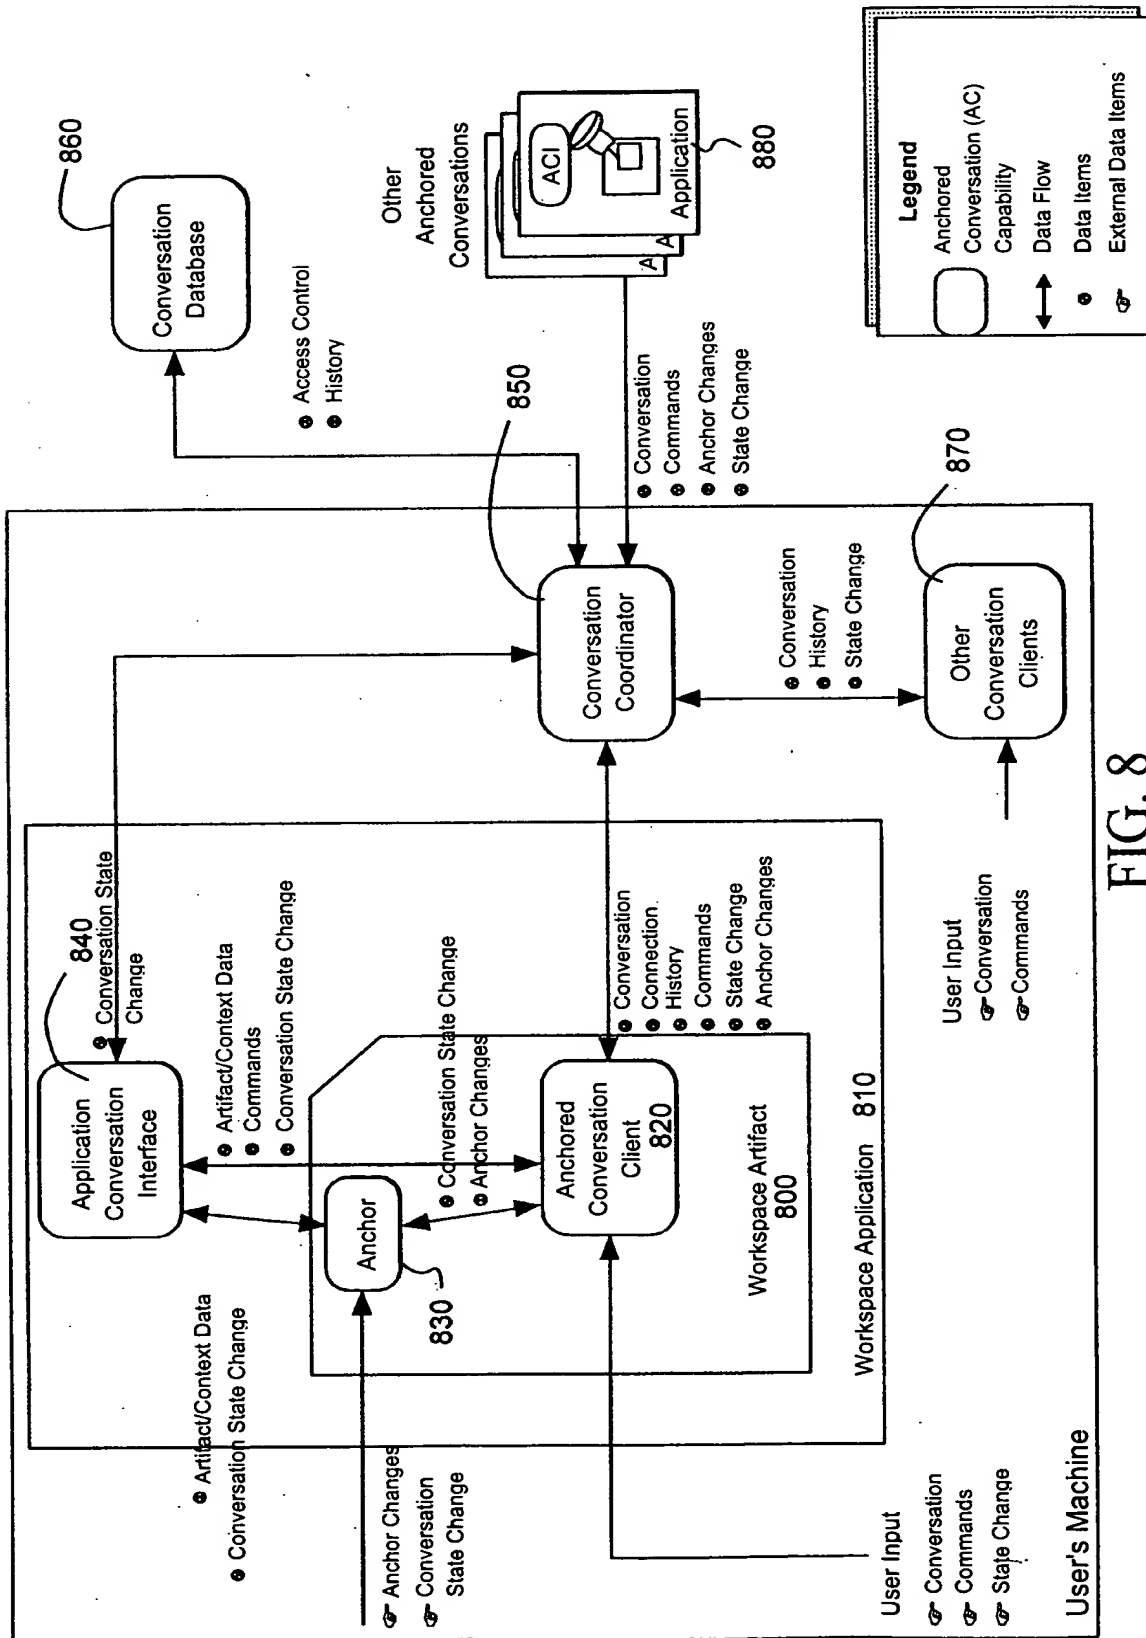 860
Conversation
Database
Access Control
History
Other
Anchored
Conversations
ACI
Application
A
A
880
Legend
Anchored
Conversation (AC)
Capability
Data Flow
Data Items
External Data Items
850
Conversation
Coordinator
Conversation
Commands
Anchor Changes
State Change
Conversation
History
State Change
870
Other
Conversation
Clients
User Input
Conversation
Commands
840
Conversation State
Change
Application
Conversation
Interface
Artifact/Context Data
Commands
Conversation State Change
Conversation State Change
Anchor Changes
Anchor
830
Anchored
Conversation
Client
820
Conversation
Connection
History
Commands
State Change
Anchor Changes
Workspace Artifact
800
Workspace Application 810
Artifact/Context Data
Conversation State Change
Anchor Changes
Conversation
State Change
User Input
Conversation
Commands
State Change
User's Machine
FIG. 8